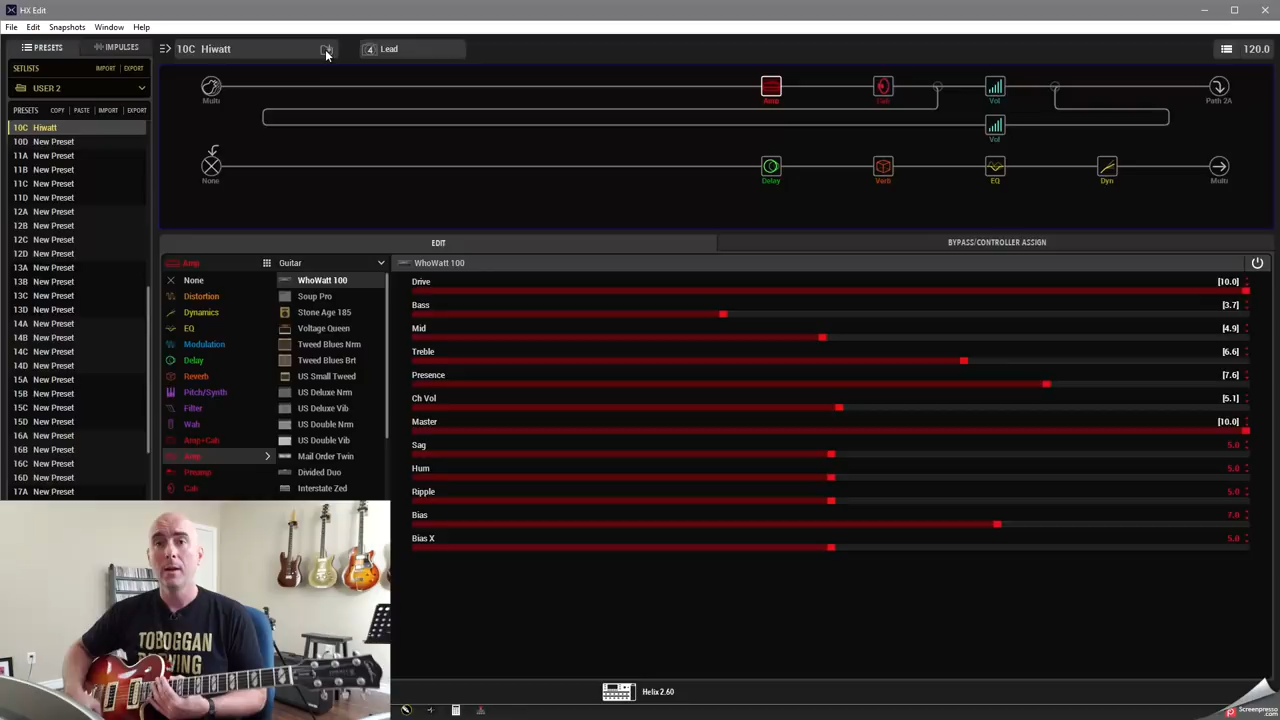 HX Edit
File Edit Snapshots Window Help
PRESETS IMPULSES
10C Hiwatt
4 Lead
120.0
SETLISTS IMPORT EXPORT
USER 2
PRESETS COPY PASTE IMPORT EXPORT
10C Hiwatt
10D New Preset
11A New Preset
11B New Preset
11C New Preset
11D New Preset
12A New Preset
12B New Preset
12C New Preset
12D New Preset
13A New Preset
13B New Preset
13C New Preset
13D New Preset
14A New Preset
14B New Preset
14C New Preset
14D New Preset
15A New Preset
15B New Preset
15C New Preset
15D New Preset
16A New Preset
16B New Preset
16C New Preset
16D New Preset
17A New Preset
Multi Amp Cab Vol Path 2A
Vol
None Delay Verb EQ Dyn Multi
EDIT BYPASS/CONTROLLER ASSIGN
Amp
None
Distortion
Dynamics
EQ
Modulation
Delay
Reverb
Pitch/Synth
Filter
Wah
Amp+Cab
Amp
Preamp
Cab
Guitar
WhoWatt 100
Soup Pro
Stone Age 185
Voltage Queen
Tweed Blues Nrm
Tweed Blues Brt
US Small Tweed
US Deluxe Nrm
US Deluxe Vib
US Double Nrm
US Double Vib
Mail Order Twin
Divided Duo
Interstate Zed
WhoWatt 100
Drive [10.0]
Bass [3.7]
Mid [4.9]
Treble [6.6]
Presence [7.6]
Ch Vol [5.1]
Master [10.0]
Sag 5.0
Hum 5.0
Ripple 5.0
Bias 7.0
Bias X 5.0
TOBOGGAN
BREWING
Helix 2.60
Screenpresso
.com